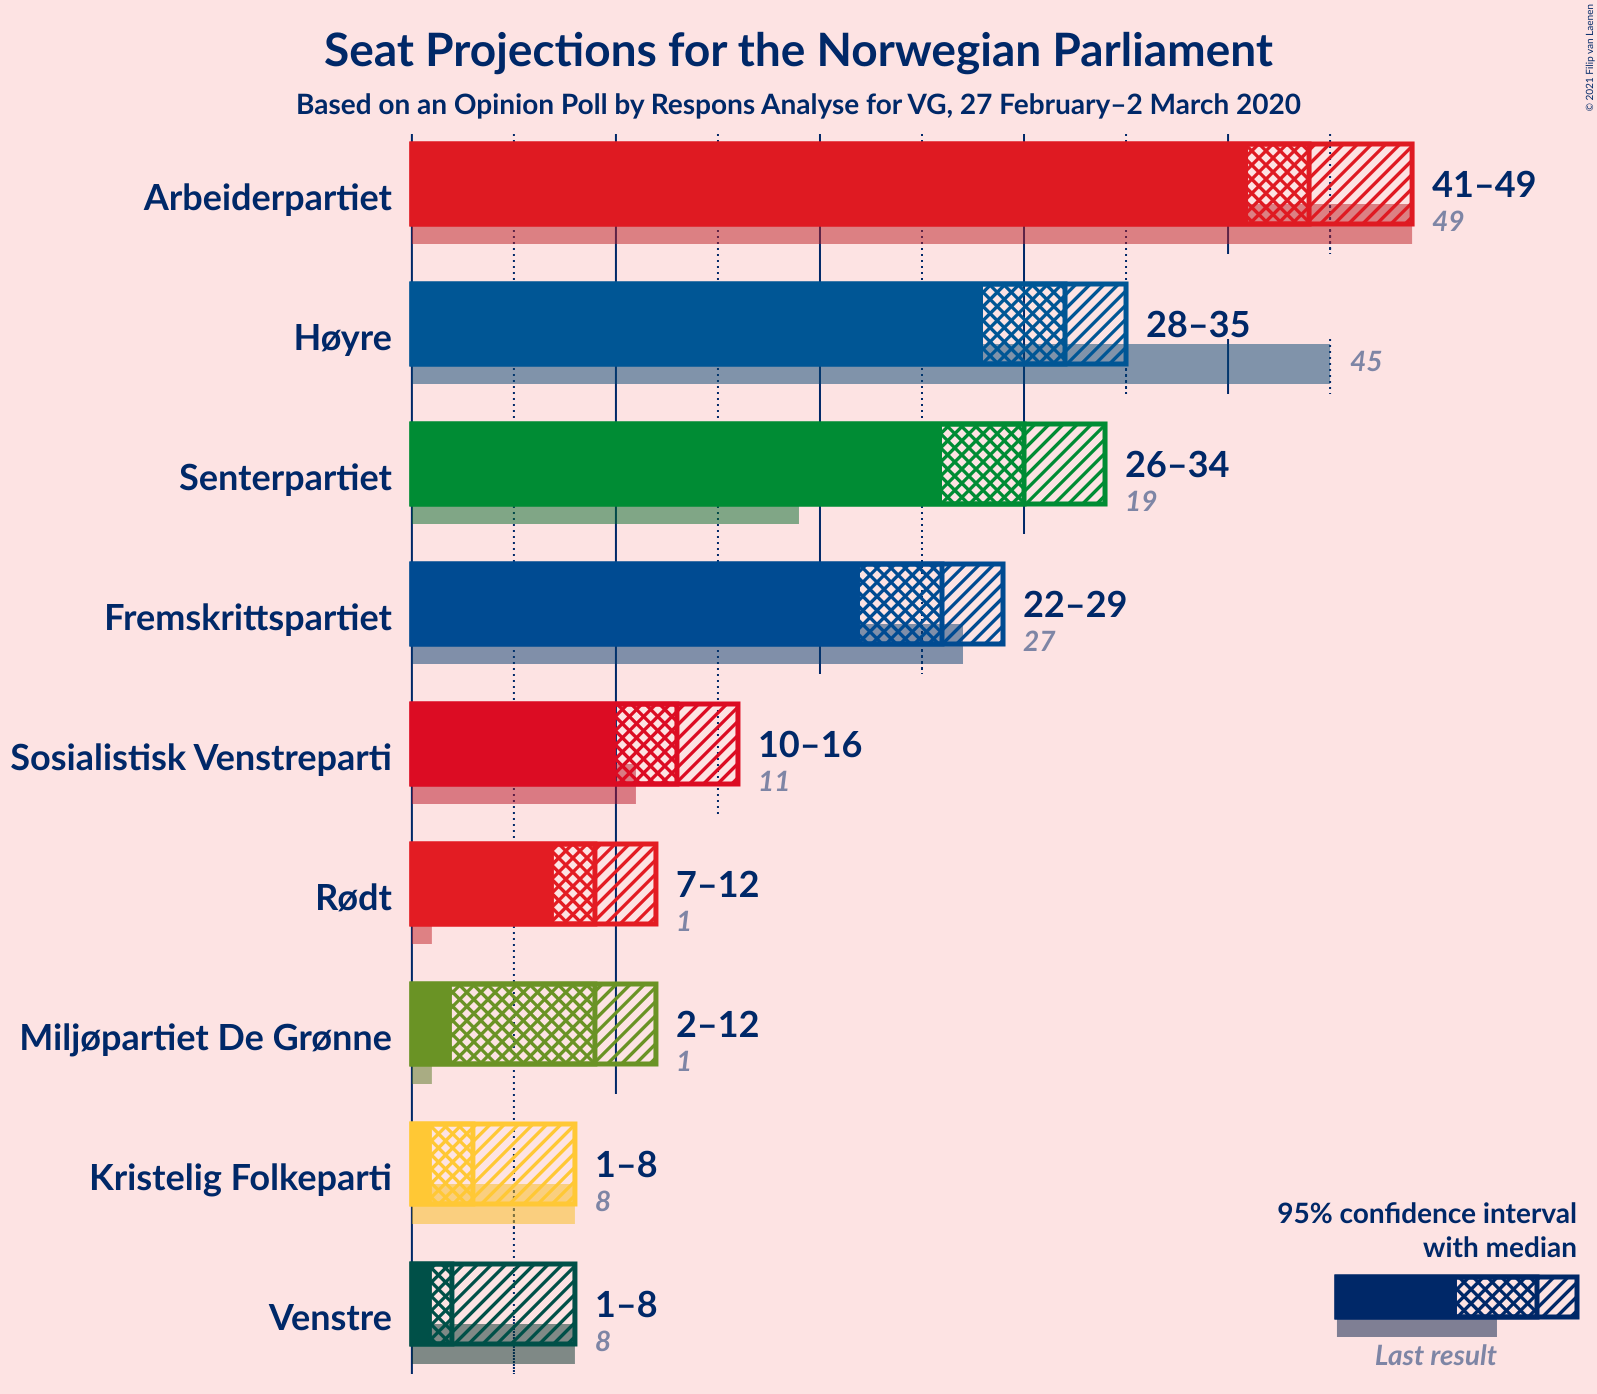 Seat Projections for the Norwegian Parliament
Based on an Opinion Poll by Respons Analyse for VG, 27 February–2 March 2020
© 2021 Filip van Laenen
Arbeiderpartiet
41–49
49
Høyre
28–35
45
Senterpartiet
26–34
19
Fremskrittspartiet
22–29
27
Sosialistisk Venstreparti
10–16
11
Rødt
7–12
1
Miljøpartiet De Grønne
2–12
1
Kristelig Folkeparti
1–8
8
Venstre
1–8
8
95% confidence interval
with median
Last result